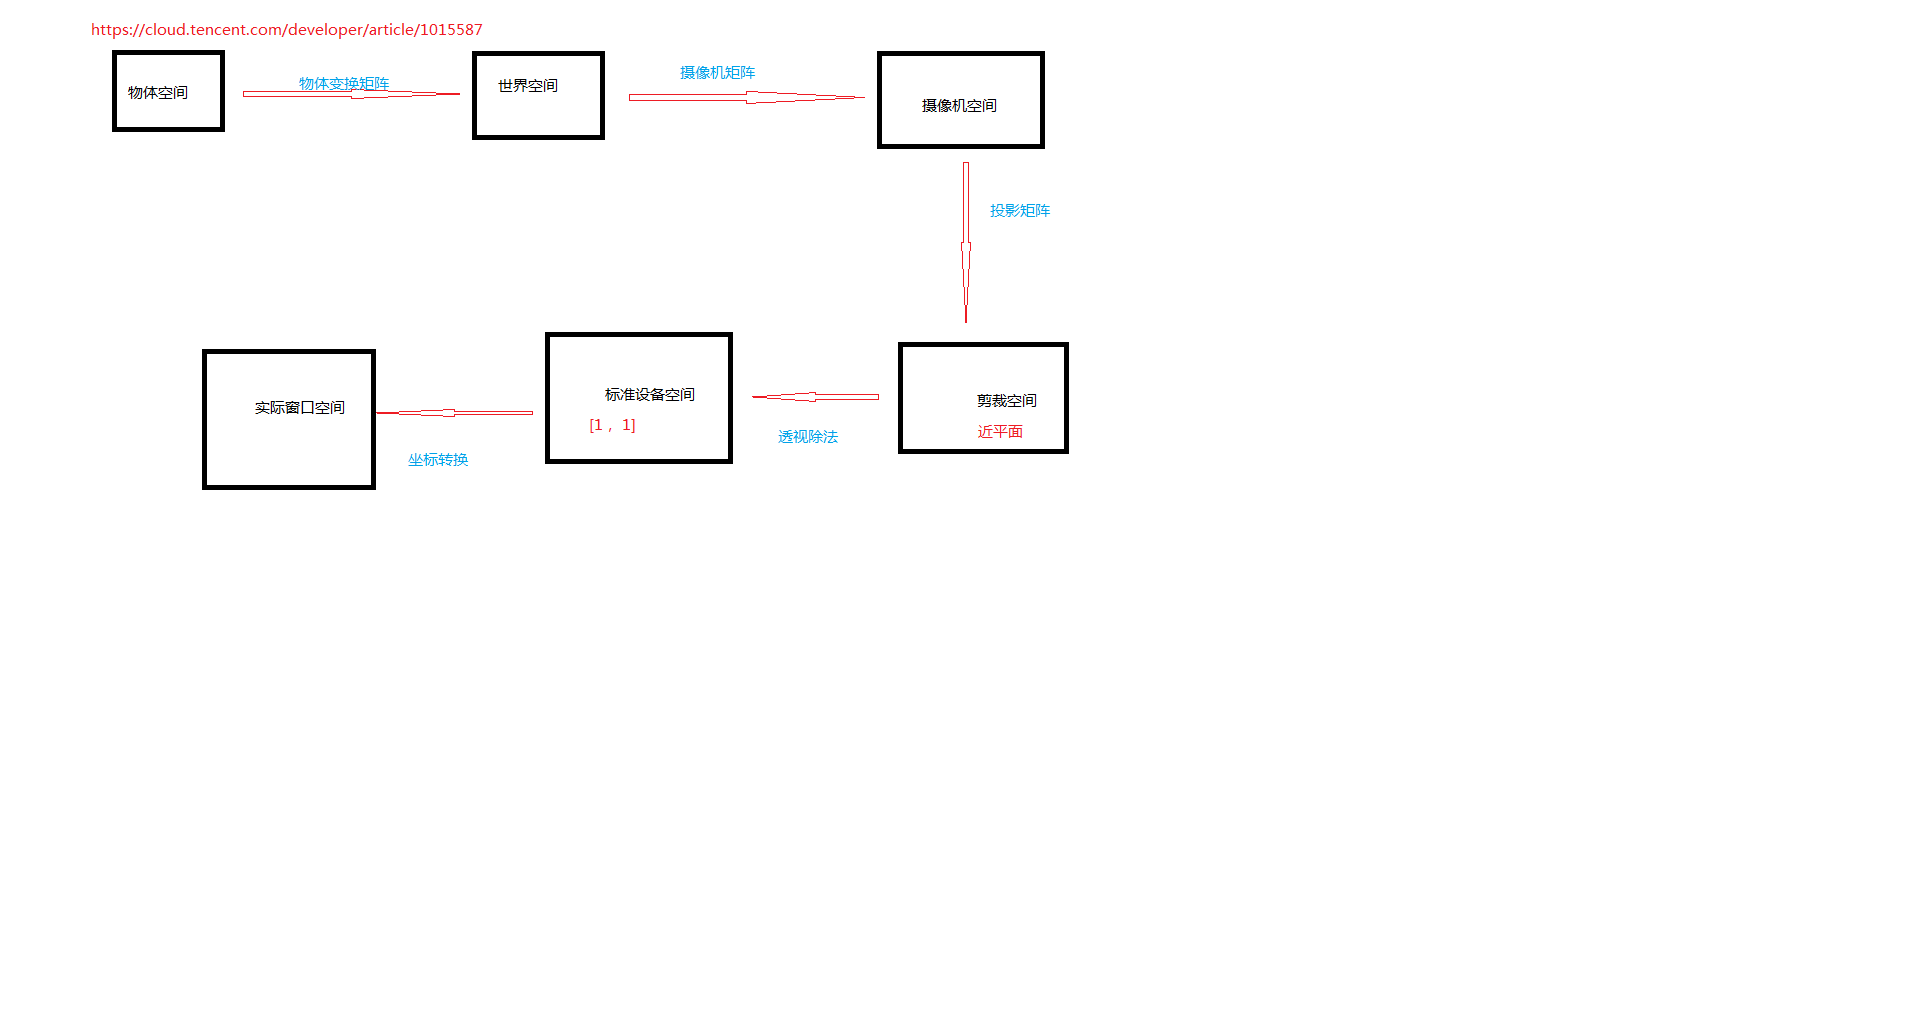 https://cloud.tencent.com/developer/article/1015587
物体空间
物体变换矩阵
世界空间
摄像机矩阵
摄像机空间
投影矩阵
剪裁空间
近平面
透视除法
标准设备空间
[1 ，1]
坐标转换
实际窗口空间